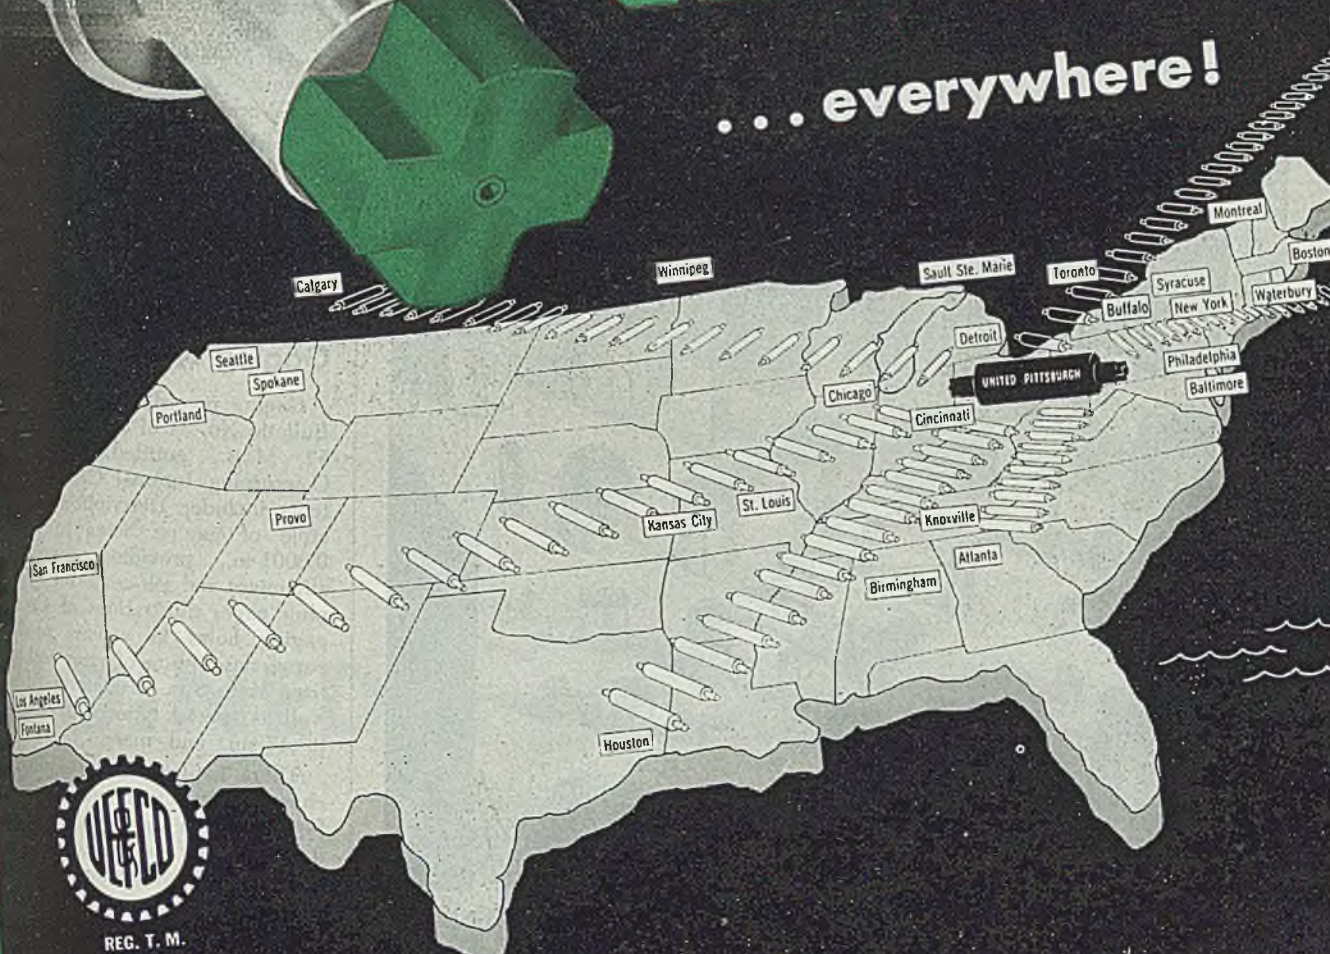 ...everywhere!
Calgary
Winnipeg
Sault Ste. Marie
Toronto
Montreal
Boston
Syracuse
Buffalo
New York
Waterbury
Seattle
Spokane
Portland
Detroit
Philadelphia
UNITED PITTSBURGH
Baltimore
Chicago
Cincinnati
Provo
Kansas City
St. Louis
Knoxville
San Francisco
Atlanta
Birmingham
Los Angeles
Fontana
Houston
UE&FCO
REG. T. M.